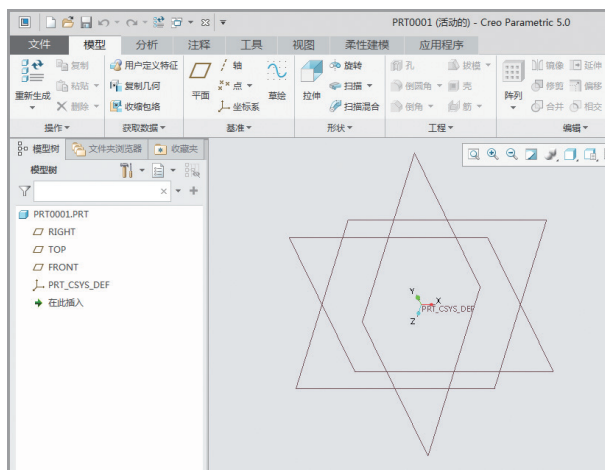 PRT0001 (活动的) - Creo Parametric 5.0
文件 模型 分析 注释 工具 视图 柔性建模 应用程序
重新生成 复制 粘贴 删除 用户定义特征 复制几何 收缩包络 平面 轴 点 坐标系 草绘 拉伸 旋转 扫描 扫描混合 孔 倒圆角 倒角 拔模 壳 筋 阵列 镜像 修剪 合并 延伸 偏移 相交
操作 获取数据 基准 形状 工程 编辑
模型树 文件夹浏览器 收藏夹
模型树
PRT0001.PRT
RIGHT
TOP
FRONT
PRT_CSYS_DEF
在此插入
Y
X
PRT_CSYS_DEF
Z